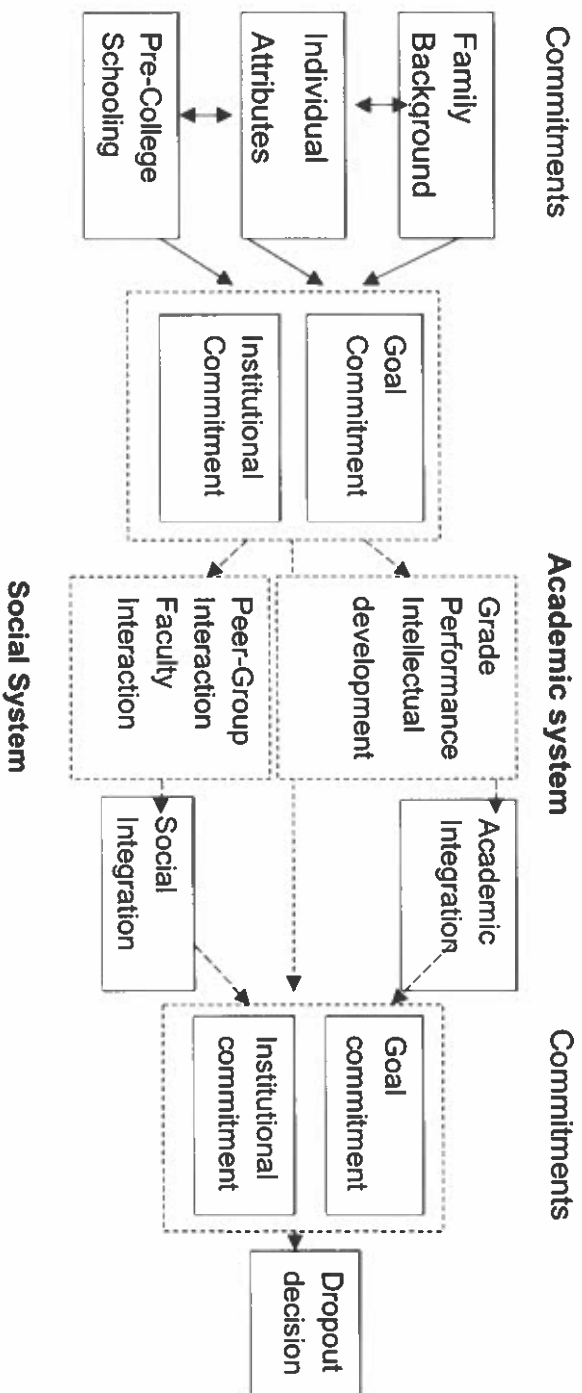 Commitments
Academic system
Commitments
Family
Background
Individual
Attributes
Pre-College
Schooling
Goal
Commitment
Institutional
Commitment
Grade
Performance
Intellectual
development
Peer-Group
Interaction
Faculty
Interaction
Academic
Integration
Social
Integration
Goal
commitment
Institutional
commitment
Dropout
decision
Social System